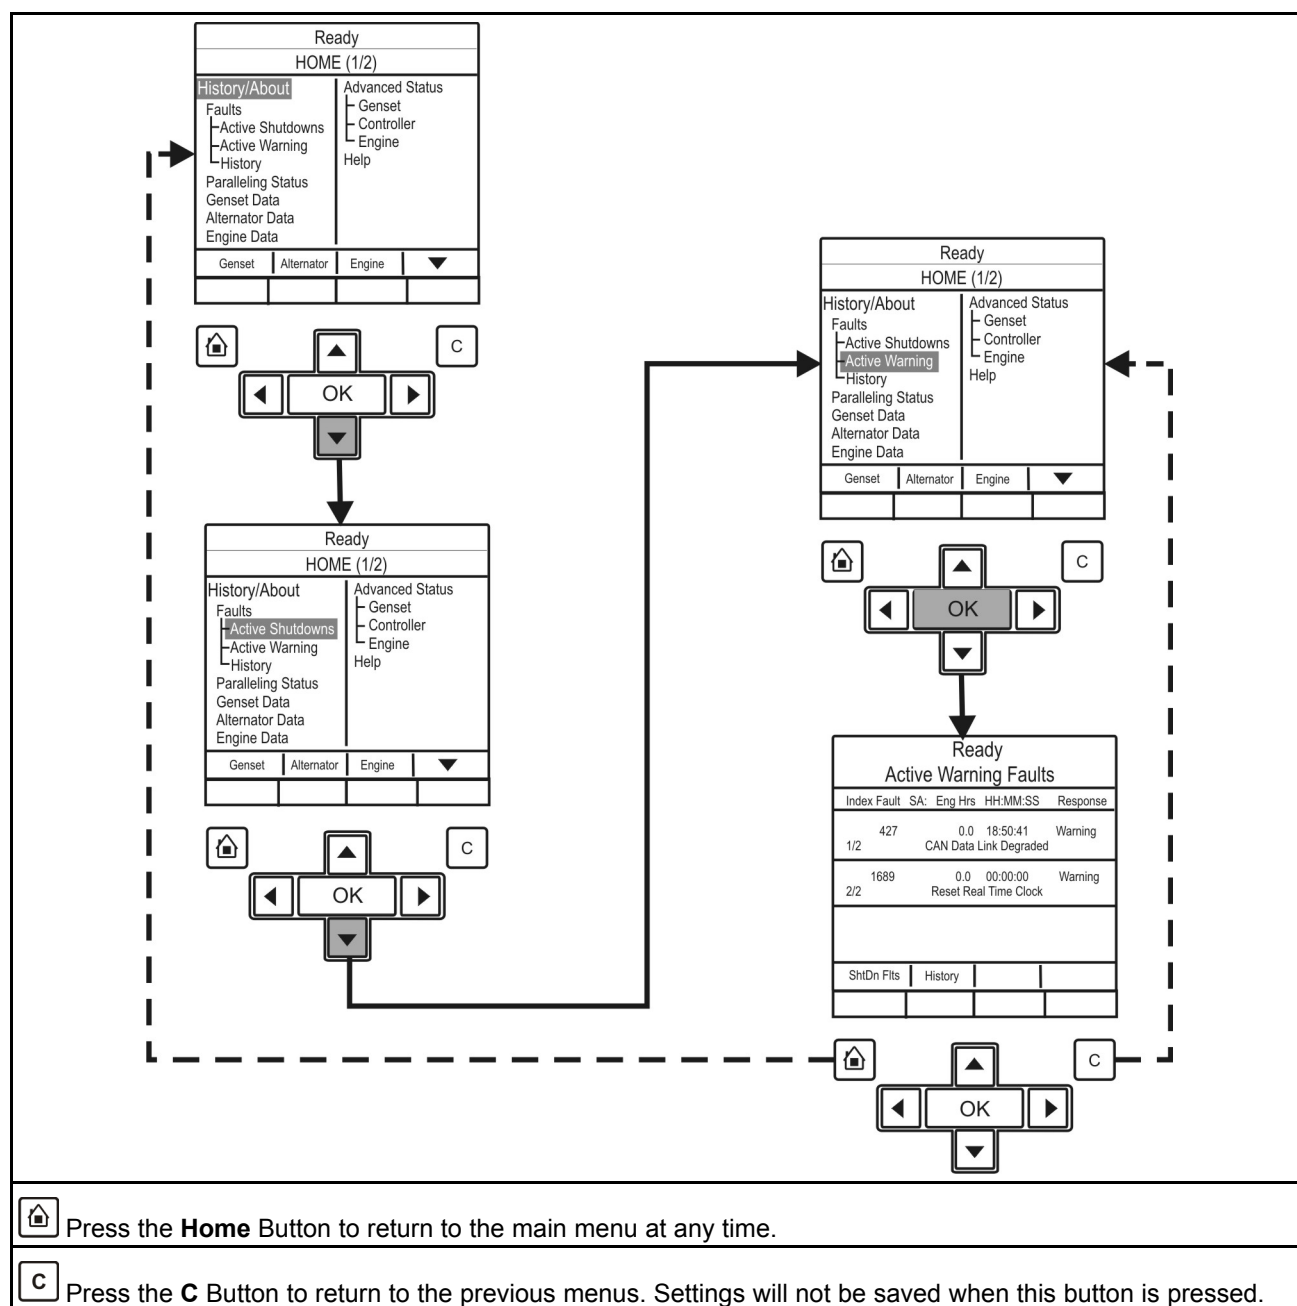 Ready
HOME (1/2)
History/About
Faults
Active Shutdowns
Active Warning
History
Paralleling Status
Genset Data
Alternator Data
Engine Data
Advanced Status
Genset
Controller
Engine
Help
Genset Alternator Engine
C
OK
Ready
HOME (1/2)
History/About
Faults
Active Shutdowns
Active Warning
History
Paralleling Status
Genset Data
Alternator Data
Engine Data
Advanced Status
Genset
Controller
Engine
Help
Genset Alternator Engine
C
OK
Ready
HOME (1/2)
History/About
Faults
Active Shutdowns
Active Warning
History
Paralleling Status
Genset Data
Alternator Data
Engine Data
Advanced Status
Genset
Controller
Engine
Help
Genset Alternator Engine
C
OK
Ready
Active Warning Faults
Index Fault SA: Eng Hrs HH:MM:SS Response
427 0.0 18:50:41 Warning
1/2 CAN Data Link Degraded
1689 0.0 00:00:00 Warning
2/2 Reset Real Time Clock
ShtDn Flts History
C
OK
Press the Home Button to return to the main menu at any time.
C Press the C Button to return to the previous menus. Settings will not be saved when this button is pressed.